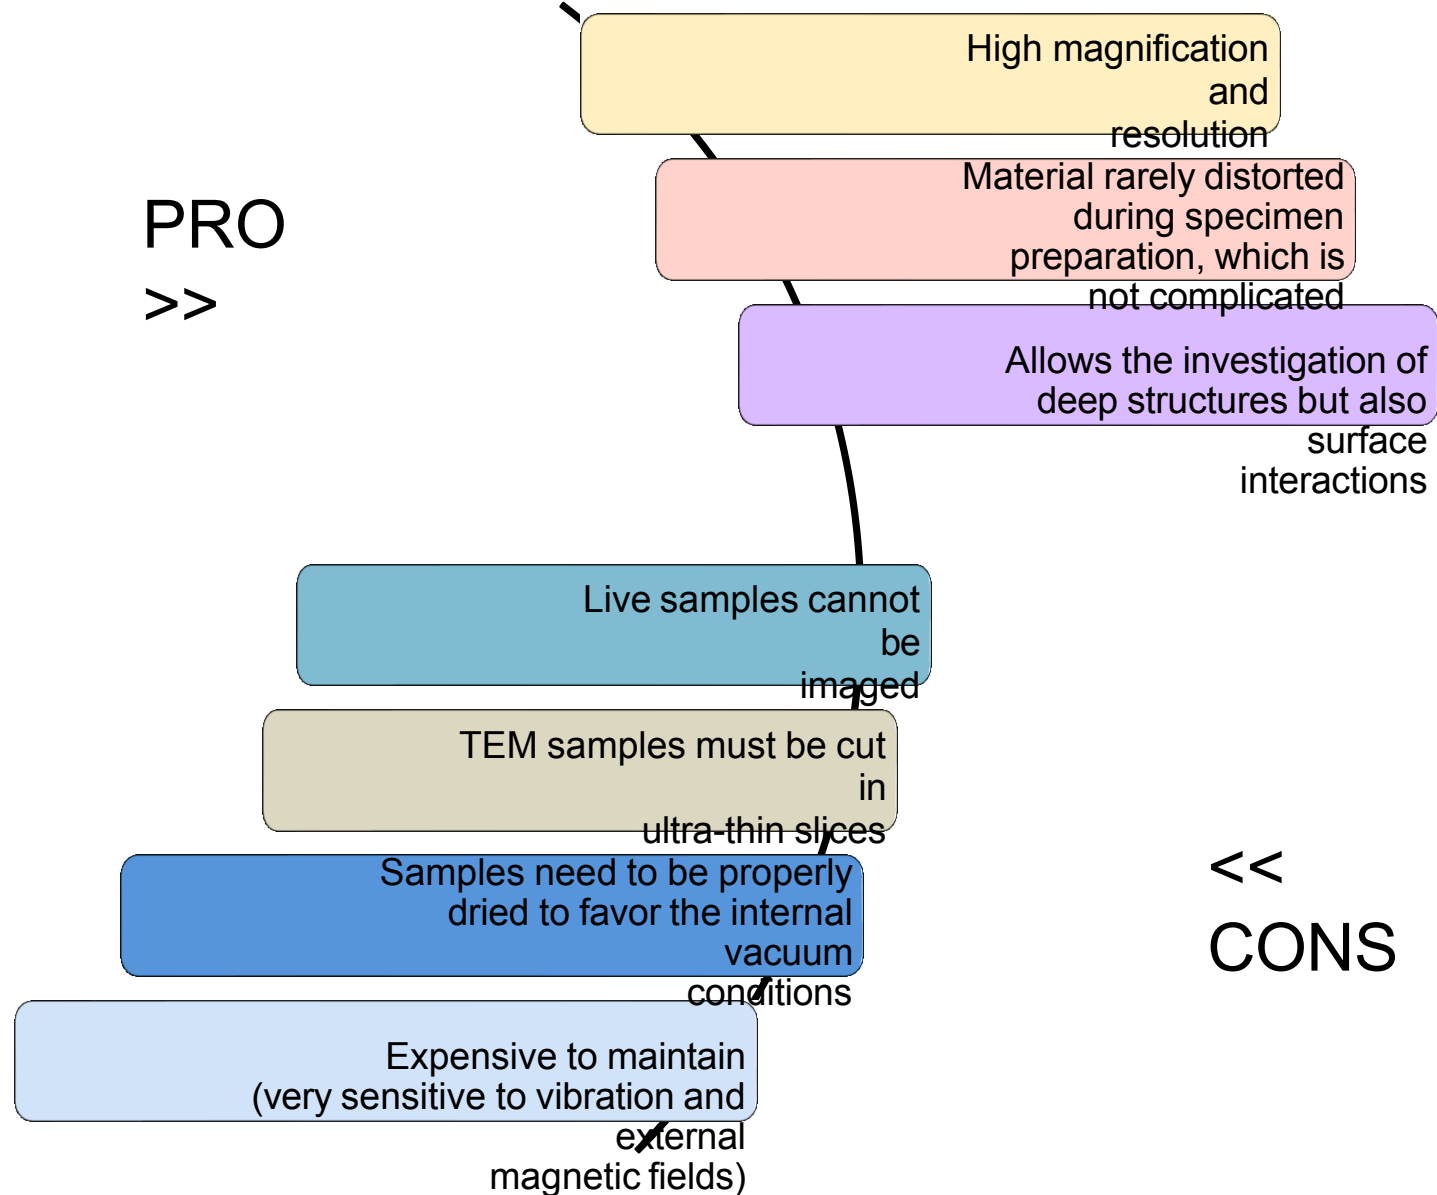 High magnification
and
resolution
Material rarely distorted
during specimen
preparation, which is
not complicated
PRO
>>
Allows the investigation of
deep structures but also
surface
interactions
Live samples cannot
be
imaged
TEM samples must be cut
in
ultra-thin slices
Samples need to be properly
dried to favor the internal
vacuum
conditions
<<
CONS
Expensive to maintain
(very sensitive to vibration and
external
magnetic fields)